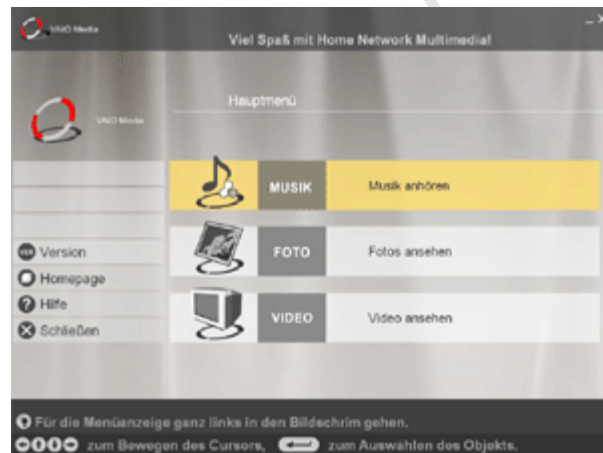 VAIO Media
Viel Spaß mit Home Network Multimedia!
VAIO Media
Hauptmenü
MUSIK Musik anhören
FOTO Fotos ansehen
VIDEO Video ansehen
VER Version
Homepage
Hilfe
Schließen
Für die Menüanzeige ganz links in den Bildschrim gehen.
zum Bewegen des Cursors, zum Auswählen des Objekts.